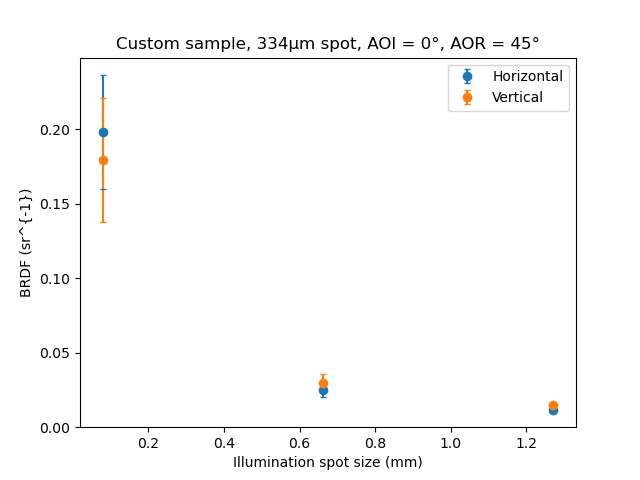 Custom sample, 334μm spot, AOI = 0°, AOR = 45°
Horizontal
Vertical
BRDF (sr^{-1})
0.20
0.15
0.10
0.05
0.00
0.2 0.4 0.6 0.8 1.0 1.2
Illumination spot size (mm)